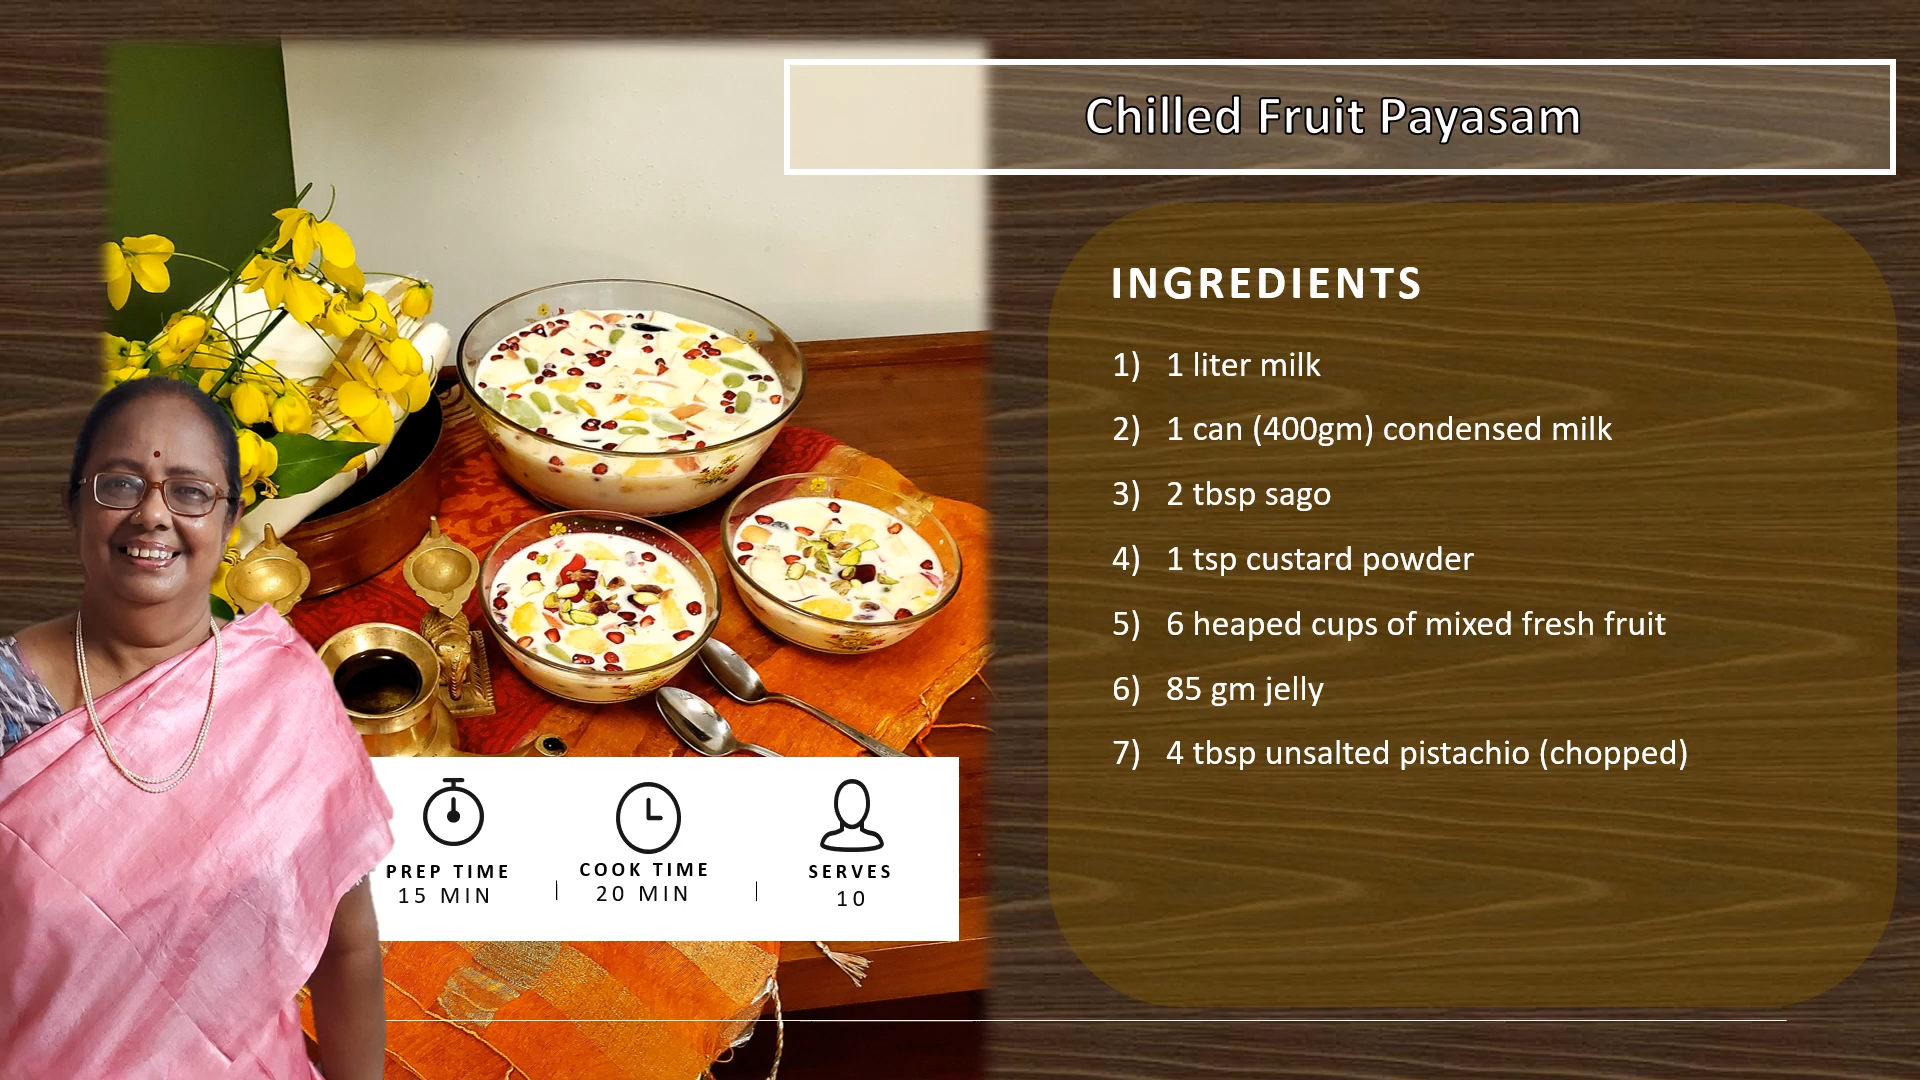 Chilled Fruit Payasam
INGREDIENTS
1) 1 liter milk
2) 1 can (400gm) condensed milk
3) 2 tbsp sago
4) 1 tsp custard powder
5) 6 heaped cups of mixed fresh fruit
6) 85 gm jelly
7) 4 tbsp unsalted pistachio (chopped)
PREP TIME
15 MIN
COOK TIME
20 MIN
SERVES
10